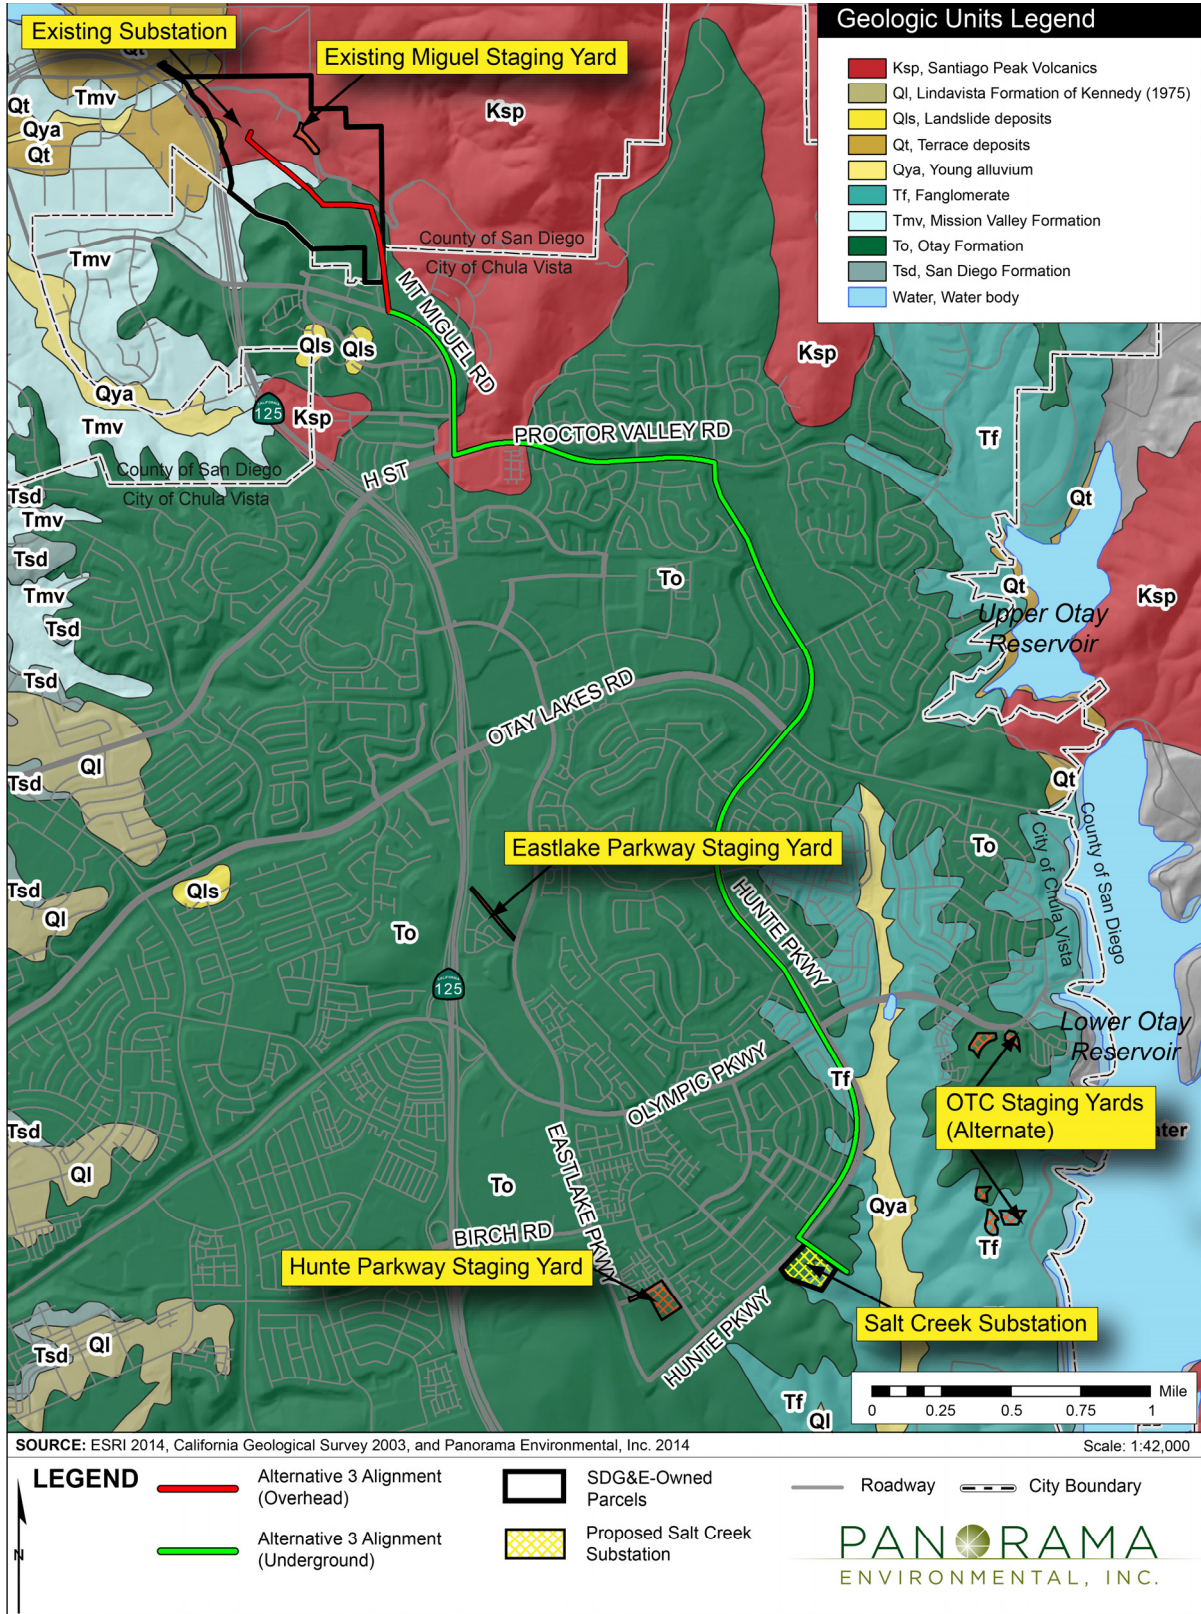 Existing Substation
Existing Miguel Staging Yard
Geologic Units Legend
Ksp, Santiago Peak Volcanics
Ql, Lindavista Formation of Kennedy (1975)
Qls, Landslide deposits
Qt, Terrace deposits
Qya, Young alluvium
Tf, Fanglomerate
Tmv, Mission Valley Formation
To, Otay Formation
Tsd, San Diego Formation
Water, Water body
Qt
Tmv
Qt
Qya
Qt
Ksp
County of San Diego
City of Chula Vista
Tmv
MT MIGUEL RD
Qls
Qls
Ksp
Qya
CALIFORNIA
125
Ksp
Tmv
PROCTOR VALLEY RD
Tf
County of San Diego
City of Chula Vista
H ST
Qt
Tsd
Tmv
Tsd
To
Qt
Ksp
Tmv
Upper Otay
Reservoir
Tsd
Tsd
OTAY LAKES RD
Ql
Tsd
Qt
County of San Diego
City of Chula Vista
Eastlake Parkway Staging Yard
To
Tsd
Qls
HUNTE PKWY
Ql
To
CALIFORNIA
125
Lower Otay
Reservoir
OLYMPIC PKWY
Tf
OTC Staging Yards
(Alternate)
ater
Tsd
EASTLAKE PKWY
Ql
To
Qya
BIRCH RD
Tf
Hunte Parkway Staging Yard
Salt Creek Substation
HUNTE PKWY
Ql
Tsd
Tf
Ql
Mile
0 0.25 0.5 0.75 1
SOURCE: ESRI 2014, California Geological Survey 2003, and Panorama Environmental, Inc. 2014
Scale: 1:42,000
LEGEND
Alternative 3 Alignment
(Overhead)
Alternative 3 Alignment
(Underground)
SDG&E-Owned
Parcels
Proposed Salt Creek
Substation
Roadway
City Boundary
N
PANORAMA
ENVIRONMENTAL, INC.